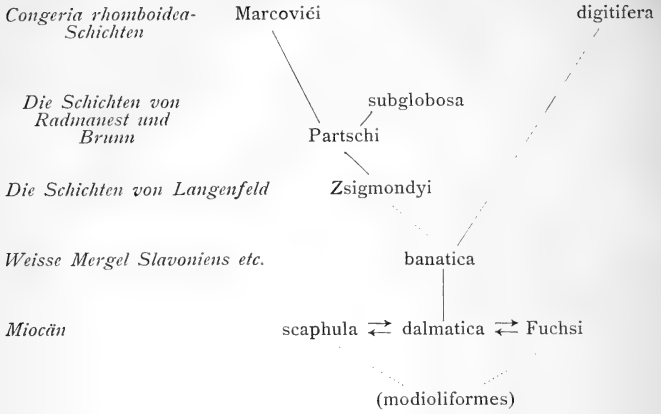 Congeria rhomboidea- Marcovići digitifera
Schichten
Die Schichten von subglobosa
Radmanest und
Brunn Partschi
Die Schichten von Langenfeld Zsigmondyi
Weisse Mergel Slavoniens etc. banatica
Miocän scaphula ⇄ dalmatica ⇄ Fuchsi
(modioliformes)